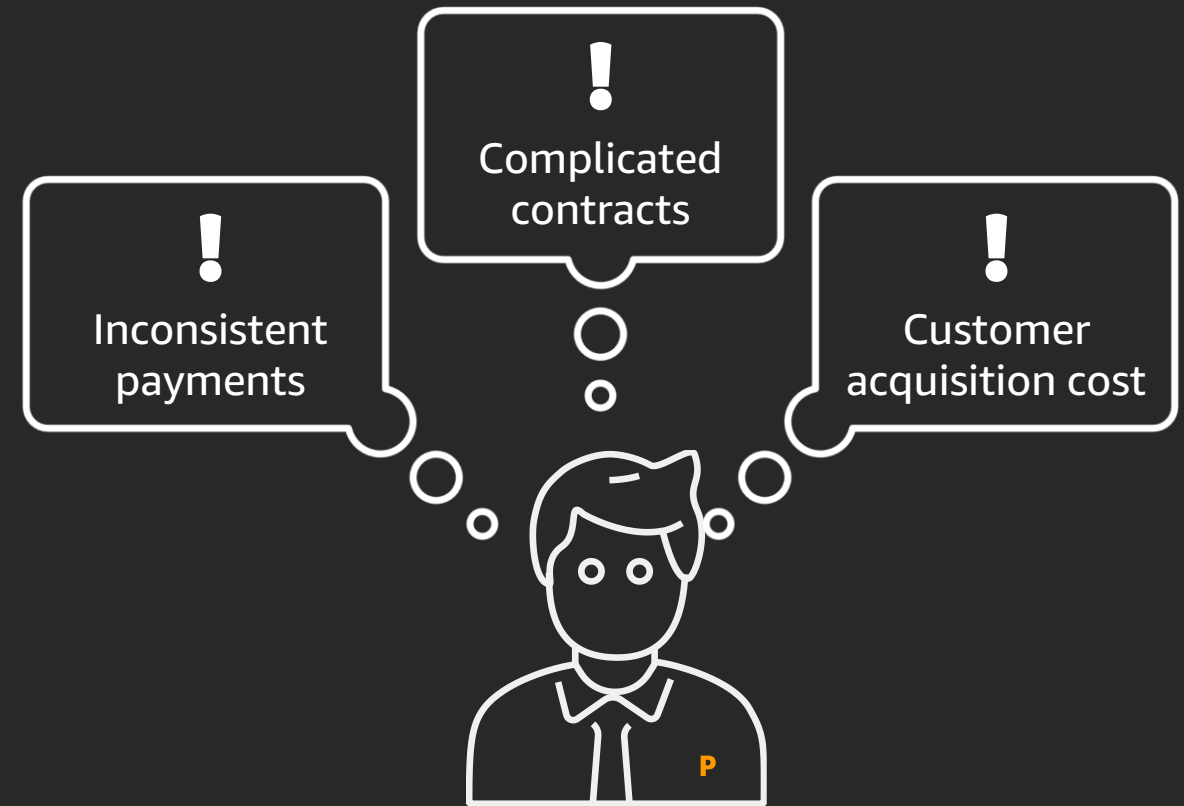 !
Complicated
contracts
!
Inconsistent
payments
!
Customer
acquisition cost
P